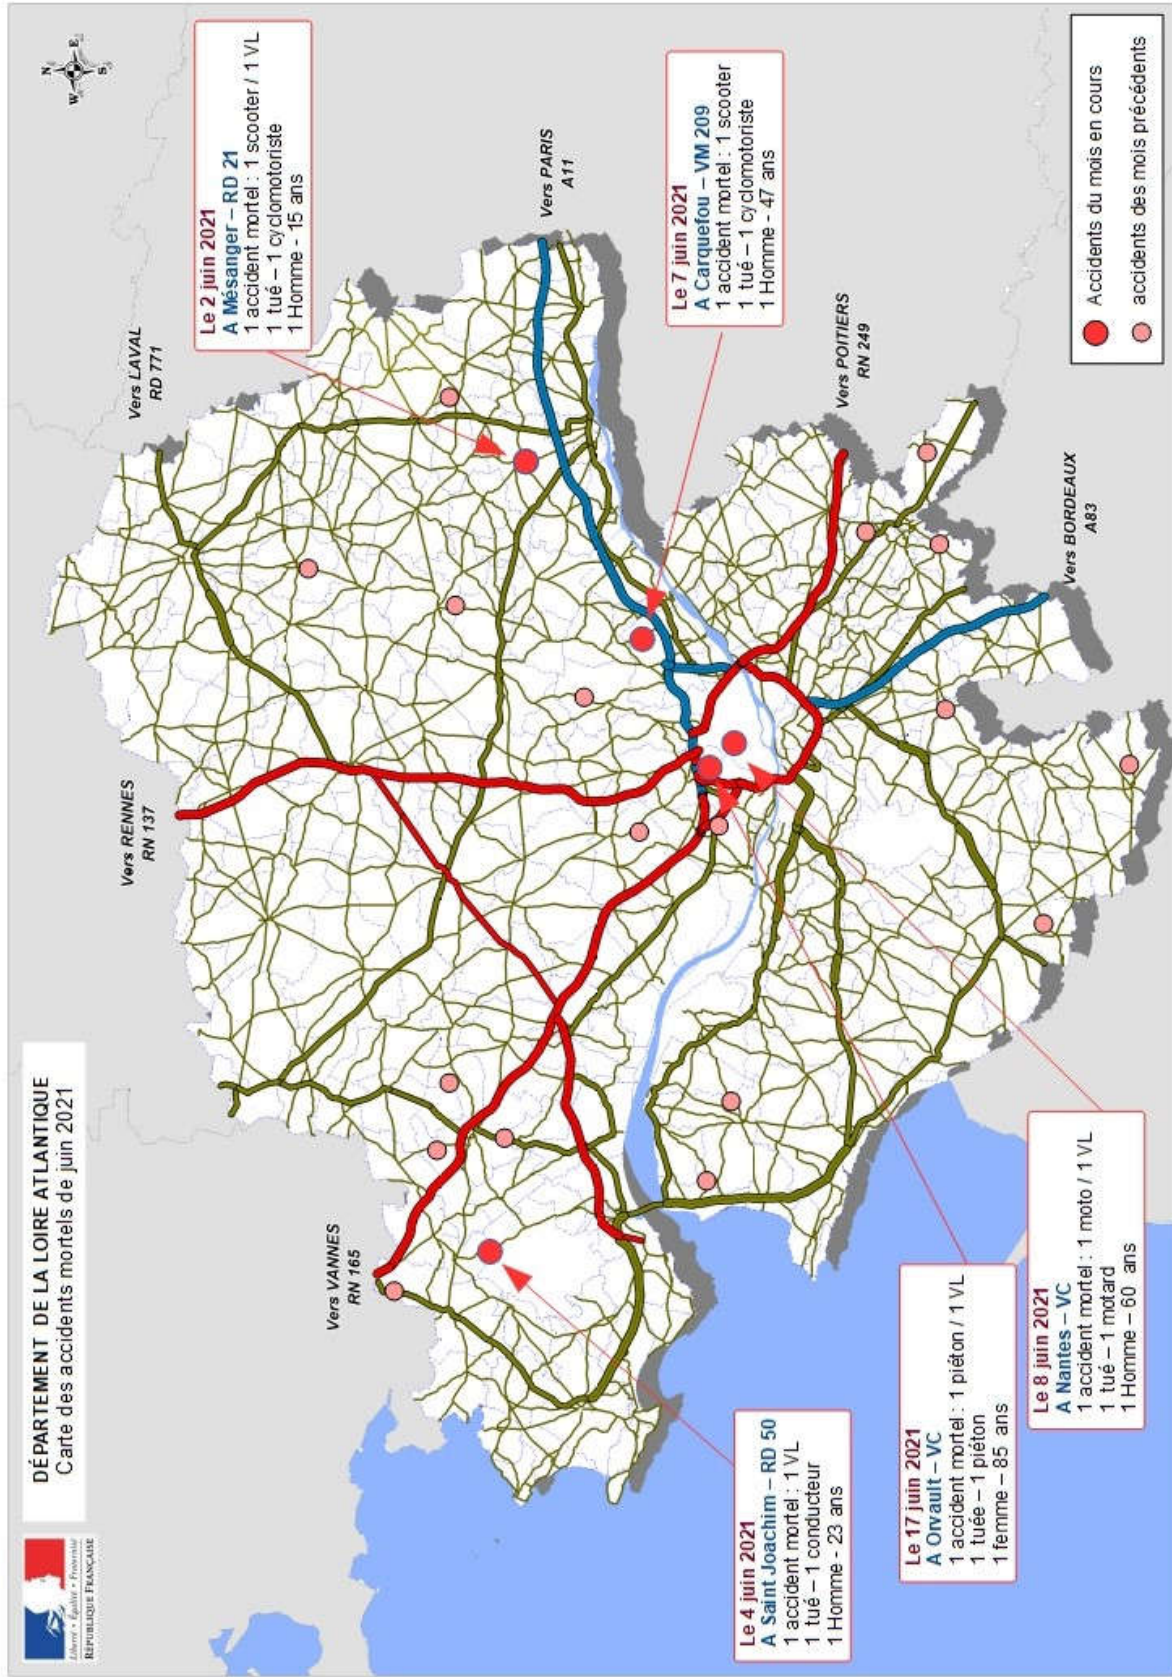 Liberté • Égalité • Fraternité
RÉPUBLIQUE FRANÇAISE
DÉPARTEMENT DE LA LOIRE ATLANTIQUE
Carte des accidents mortels de juin 2021
N
E
S
W
Vers VANNES
RN 165
Vers RENNES
RN 137
Vers LAVAL
RD 771
Le 2 juin 2021
A Mésanger – RD 21
1 accident mortel : 1 scooter / 1 VL
1 tué – 1 cyclomotoriste
1 Homme - 15 ans
Vers PARIS
A11
Le 7 juin 2021
A Carquefou – VM 209
1 accident mortel : 1 scooter
1 tué – 1 cyclomotoriste
1 Homme - 47 ans
Vers POITIERS
RN 249
Vers BORDEAUX
A83
Le 4 juin 2021
A Saint Joachim – RD 50
1 accident mortel : 1 VL
1 tué – 1 conducteur
1 Homme - 23 ans
Le 17 juin 2021
A Orvault – VC
1 accident mortel : 1 piéton / 1 VL
1 tuée – 1 piéton
1 femme – 85 ans
Le 8 juin 2021
A Nantes – VC
1 accident mortel : 1 moto / 1 VL
1 tué – 1 motard
1 Homme – 60 ans
Accidents du mois en cours
accidents des mois précédents